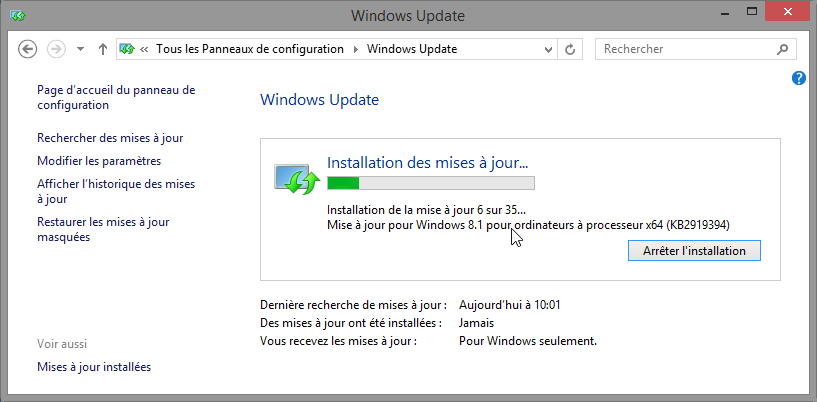 Windows Update
Tous les Panneaux de configuration
Windows Update
Rechercher
Page d'accueil du panneau de
configuration
Rechercher des mises à jour
Modifier les paramètres
Afficher l'historique des mises
à jour
Restaurer les mises à jour
masquées
Voir aussi
Mises à jour installées
Windows Update
Installation des mises à jour...
Installation de la mise à jour 6 sur 35...
Mise à jour pour Windows 8.1 pour ordinateurs à processeur x64 (KB2919394)
Arrêter l'installation
Dernière recherche de mises à jour : Aujourd'hui à 10:01
Des mises à jour ont été installées : Jamais
Vous recevez les mises à jour : Pour Windows seulement.